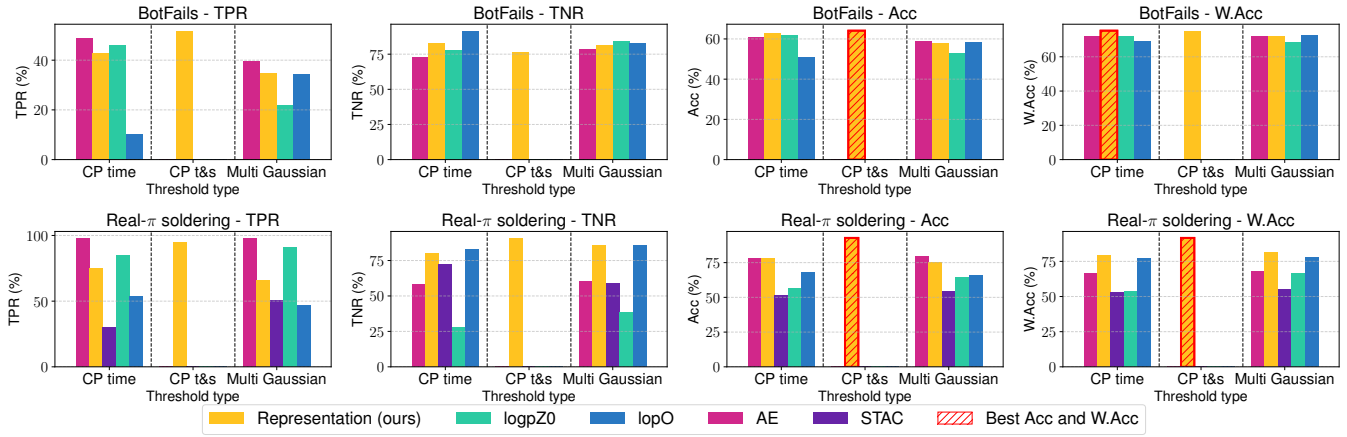 BotFails - TPR
TPR (%)
40
20
0
CP time CP t&s Multi Gaussian
Threshold type
BotFails - TNR
TNR (%)
75
50
25
0
CP time CP t&s Multi Gaussian
Threshold type
BotFails - Acc
Acc (%)
60
40
20
0
CP time CP t&s Multi Gaussian
Threshold type
BotFails - W.Acc
W.Acc (%)
60
40
20
0
CP time CP t&s Multi Gaussian
Threshold type
Real-π soldering - TPR
TPR (%)
100
50
0
CP time CP t&s Multi Gaussian
Threshold type
Real-π soldering - TNR
TNR (%)
75
50
25
0
CP time CP t&s Multi Gaussian
Threshold type
Real-π soldering - Acc
Acc (%)
75
50
25
0
CP time CP t&s Multi Gaussian
Threshold type
Real-π soldering - W.Acc
W.Acc (%)
75
50
25
0
CP time CP t&s Multi Gaussian
Threshold type
Representation (ours) logpZ0 lopO AE STAC Best Acc and W.Acc